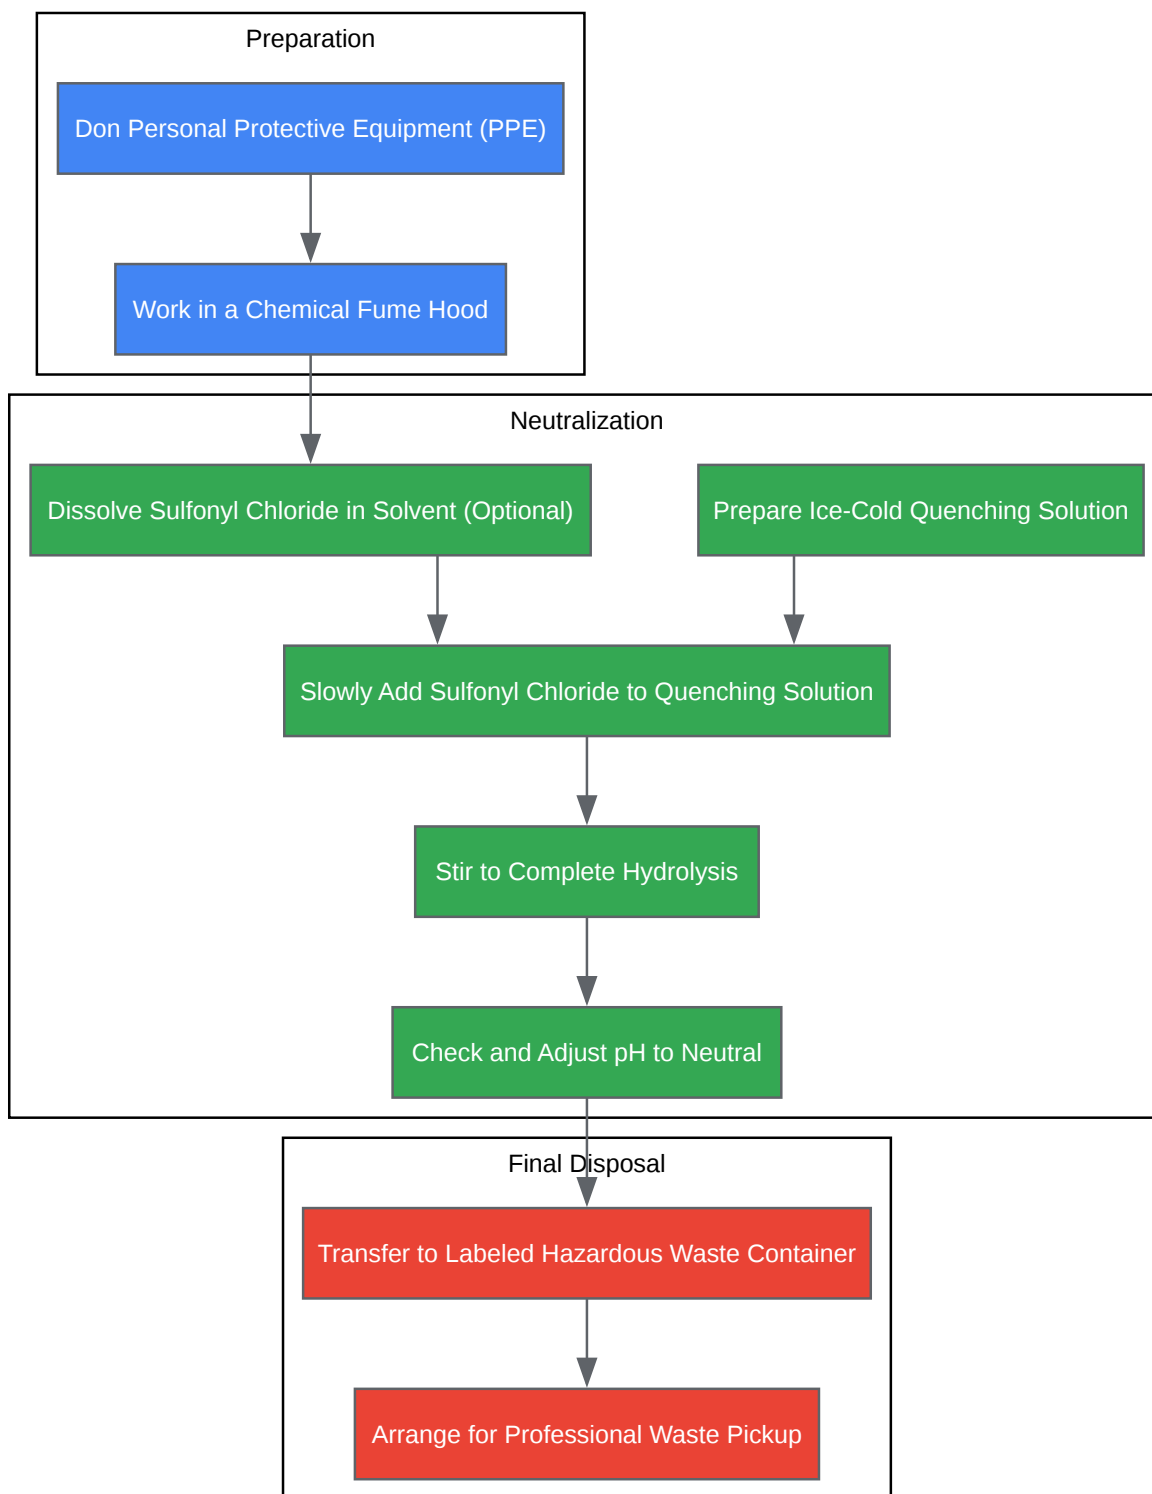 Preparation
Don Personal Protective Equipment (PPE)
Work in a Chemical Fume Hood
Neutralization
Dissolve Sulfonyl Chloride in Solvent (Optional)
Prepare Ice-Cold Quenching Solution
Slowly Add Sulfonyl Chloride to Quenching Solution
Stir to Complete Hydrolysis
Check and Adjust pH to Neutral
Final Disposal
Transfer to Labeled Hazardous Waste Container
Arrange for Professional Waste Pickup